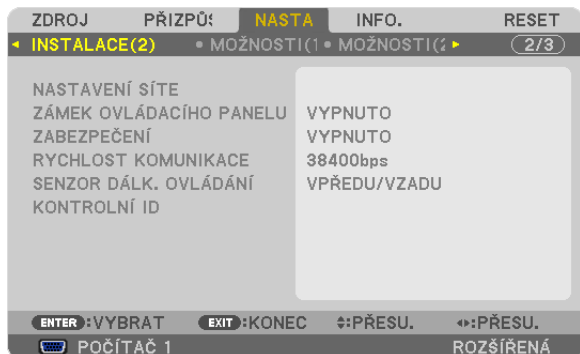 ZDROJ PŘIZPŮS NASTA INFO. RESET
INSTALACE(2) MOŽNOSTI(1 MOŽNOSTI(2 2/3
NASTAVENÍ SÍTE
ZÁMEK OVLÁDACÍHO PANELU VYPNUTO
ZABEZPEČENÍ VYPNUTO
RYCHLOST KOMUNIKACE 38400bps
SENZOR DÁLK. OVLÁDÁNÍ VPŘEDU/VZADU
KONTROLNÍ ID
ENTER:VYBRAT EXIT:KONEC :PŘESU. :PŘESU.
POČÍTAČ 1 ROZŠÍŘENÁ